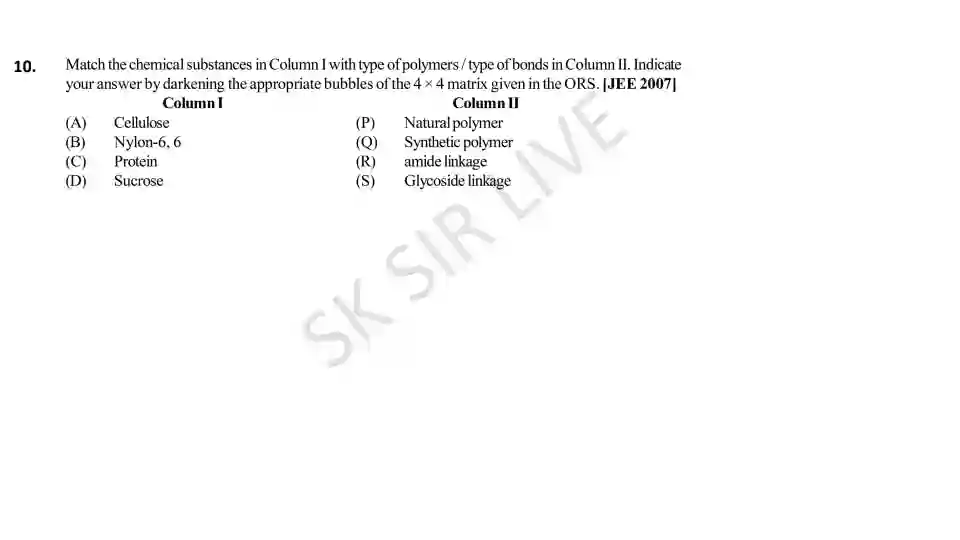 10. Match the chemical substances in Column I with type of polymers / type of bonds in Column II. Indicate
your answer by darkening the appropriate bubbles of the 4 × 4 matrix given in the ORS. [JEE 2007]
Column I Column II
(A) Cellulose (P) Natural polymer
(B) Nylon-6, 6 (Q) Synthetic polymer
(C) Protein (R) amide linkage
(D) Sucrose (S) Glycoside linkage
SK SIR LIVE